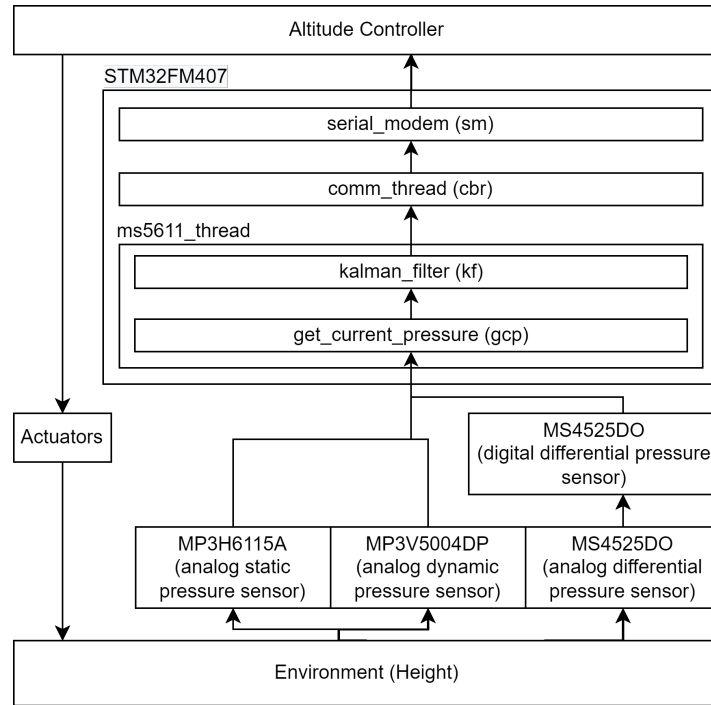 Altitude Controller
STM32FM407
serial_modem (sm)
comm_thread (cbr)
ms5611_thread
kalman_filter (kf)
get_current_pressure (gcp)
Actuators
MS4525DO
(digital differential pressure
sensor)
MP3H6115A
(analog static
pressure sensor)
MP3V5004DP
(analog dynamic
pressure sensor)
MS4525DO
(analog differential
pressure sensor)
Environment (Height)